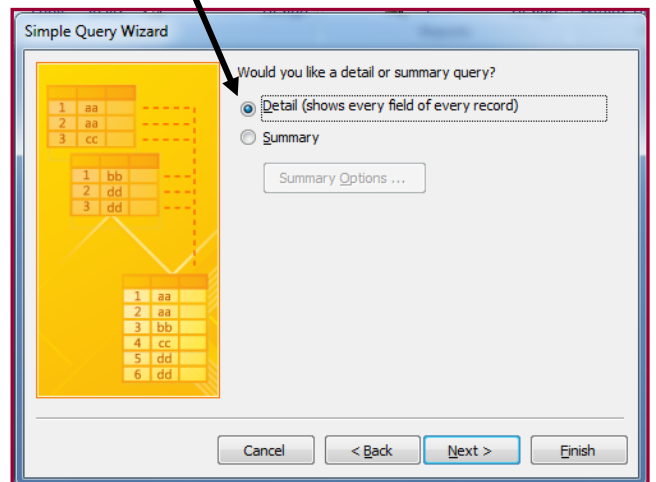 Simple Query Wizard
Would you like a detail or summary query?
Detail (shows every field of every record)
Summary
Summary Options ...
1 aa
2 aa
3 cc
1 bb
2 dd
3 dd
1 aa
2 aa
3 bb
4 cc
5 dd
6 dd
Cancel
< Back
Next >
Finish